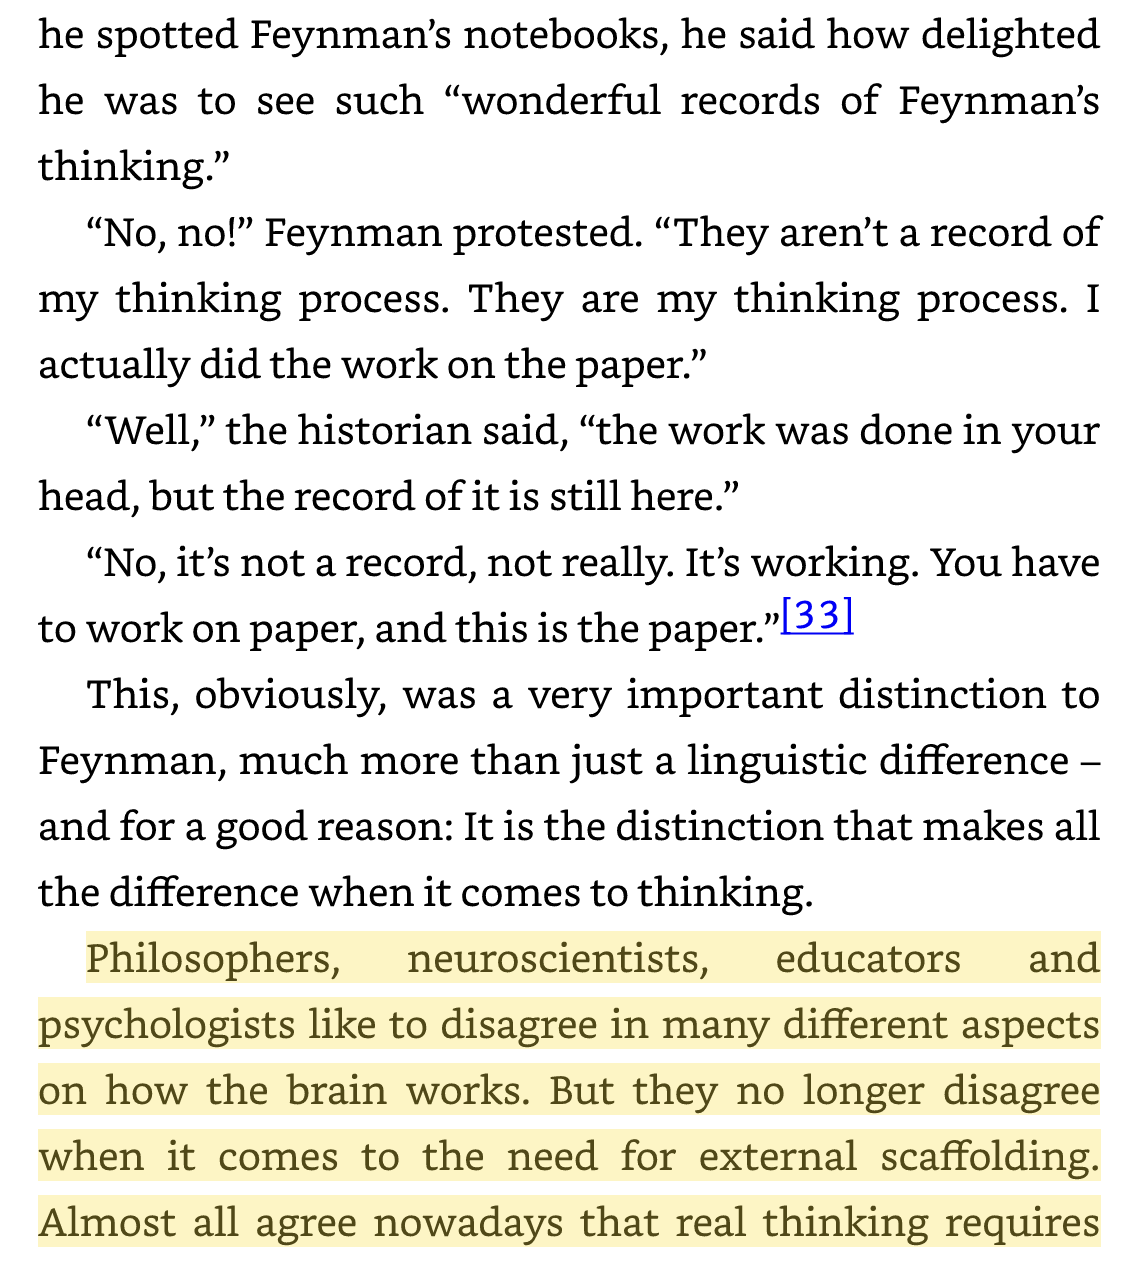 he spotted Feynman’s notebooks, he said how delighted
he was to see such “wonderful records of Feynman’s
thinking.”
“No, no!” Feynman protested. “They aren’t a record of
my thinking process. They are my thinking process. I
actually did the work on the paper.”
“Well,” the historian said, “the work was done in your
head, but the record of it is still here.”
“No, it’s not a record, not really. It’s working. You have
to work on paper, and this is the paper.”[33]
This, obviously, was a very important distinction to
Feynman, much more than just a linguistic difference –
and for a good reason: It is the distinction that makes all
the difference when it comes to thinking.
Philosophers, neuroscientists, educators and
psychologists like to disagree in many different aspects
on how the brain works. But they no longer disagree
when it comes to the need for external scaffolding.
Almost all agree nowadays that real thinking requires